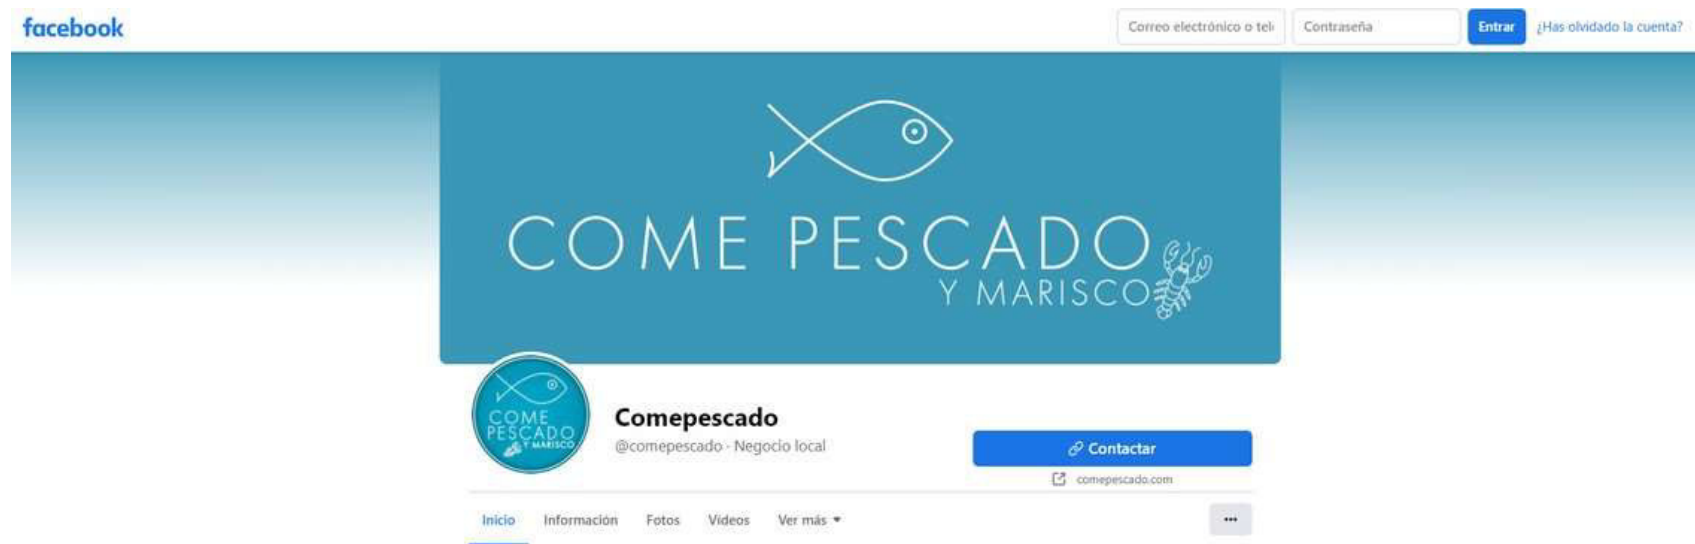 facebook
Correo electrónico o telé
Contraseña
Entrar
¿Has olvidado la cuenta?
COME PESCADO
Y MARISCO
COME
PESCADO
Y MARISCO
Comepescado
@comepescado · Negocio local
Contactar
comepescado.com
Inicio
Información
Fotos
Vídeos
Ver más